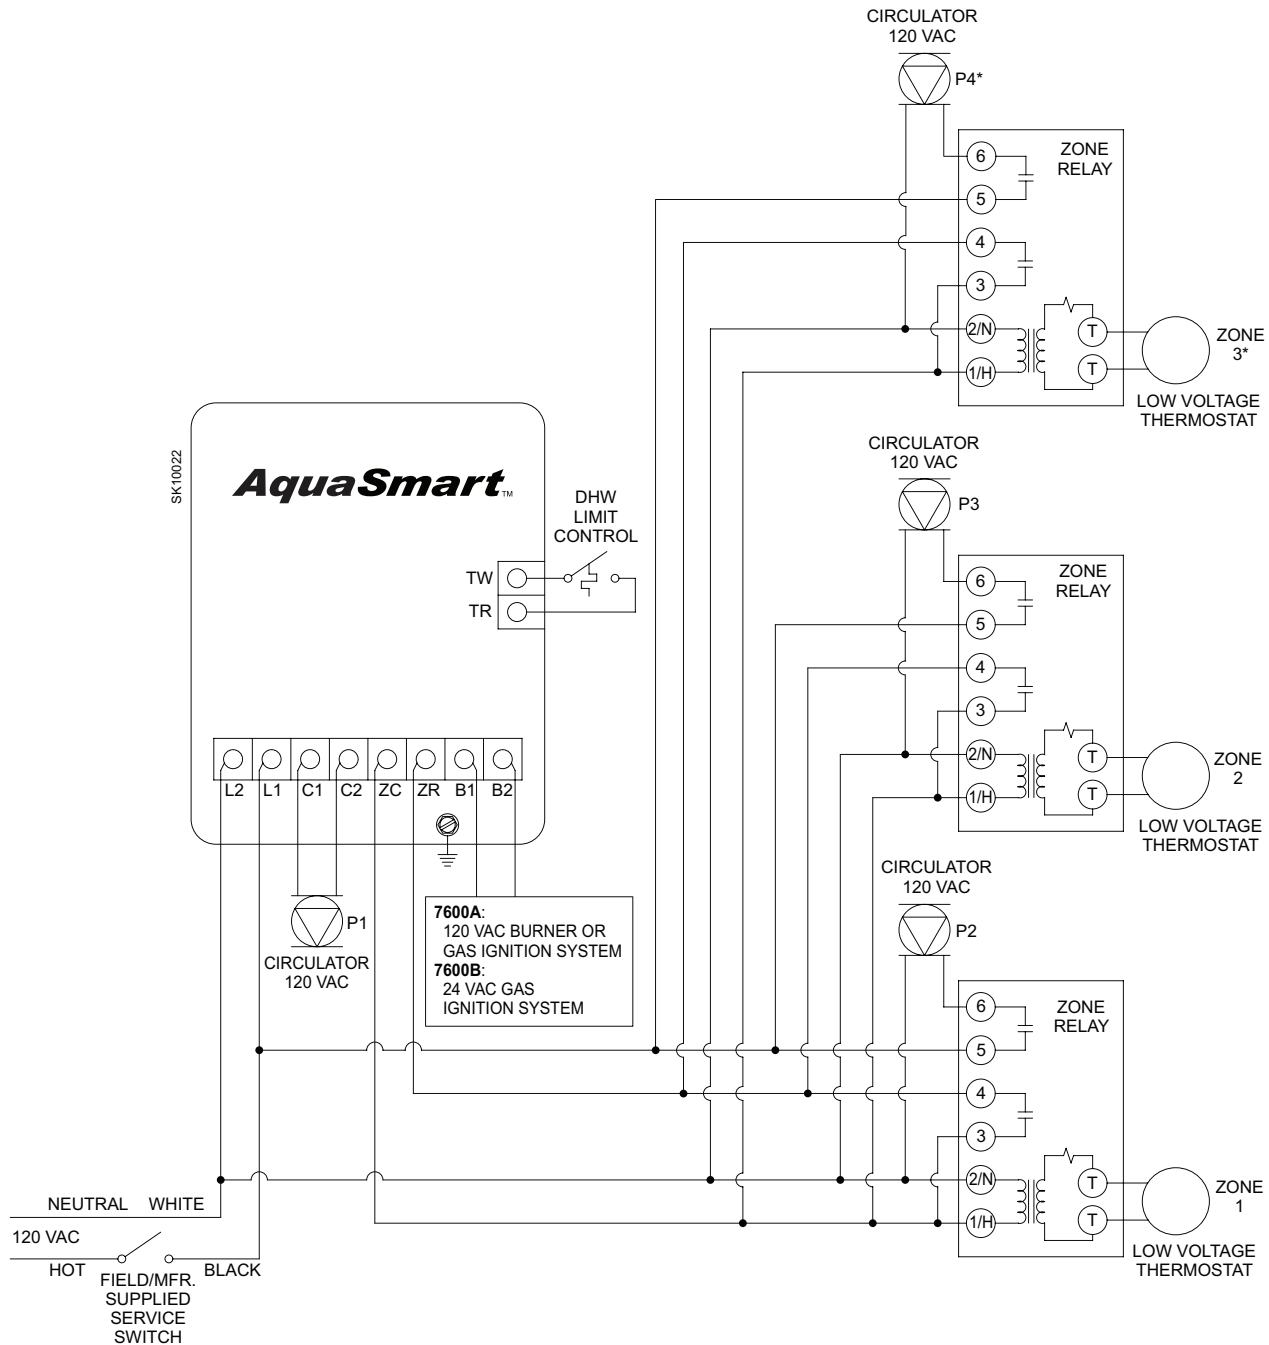 CIRCULATOR
120 VAC
P4*
ZONE
RELAY
6
5
4
3
2/N
1/H
T
T
ZONE
3*
LOW VOLTAGE
THERMOSTAT
SK10022
AquaSmart™
DHW
LIMIT
CONTROL
TW
TR
CIRCULATOR
120 VAC
P3
ZONE
RELAY
6
5
4
3
2/N
1/H
T
T
ZONE
2
LOW VOLTAGE
THERMOSTAT
L2 L1 C1 C2 ZC ZR B1 B2
P1
CIRCULATOR
120 VAC
7600A:
120 VAC BURNER OR
GAS IGNITION SYSTEM
7600B:
24 VAC GAS
IGNITION SYSTEM
CIRCULATOR
120 VAC
P2
ZONE
RELAY
6
5
4
3
2/N
1/H
T
T
ZONE
1
LOW VOLTAGE
THERMOSTAT
NEUTRAL WHITE
120 VAC
HOT BLACK
FIELD/MFR.
SUPPLIED
SERVICE
SWITCH